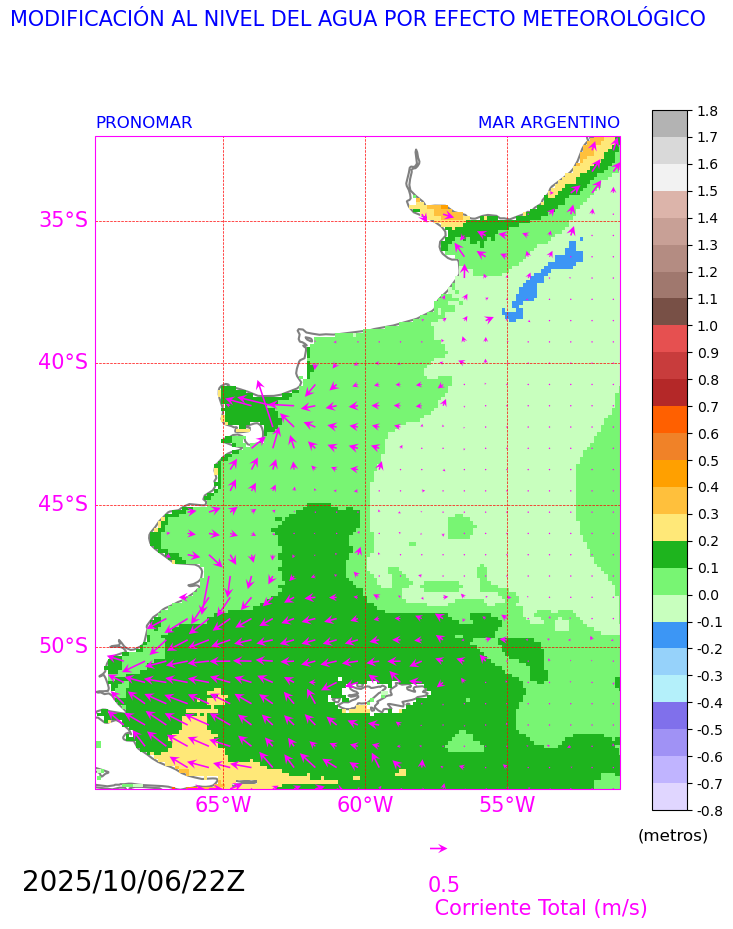 MODIFICACIÓN AL NIVEL DEL AGUA POR EFECTO METEOROLÓGICO
PRONOMAR MAR ARGENTINO
35°S
40°S
45°S
50°S
65°W 60°W 55°W
1.8
1.7
1.6
1.5
1.4
1.3
1.2
1.1
1.0
0.9
0.8
0.7
0.6
0.5
0.4
0.3
0.2
0.1
0.0
-0.1
-0.2
-0.3
-0.4
-0.5
-0.6
-0.7
-0.8
(metros)
2025/10/06/22Z
0.5
Corriente Total (m/s)